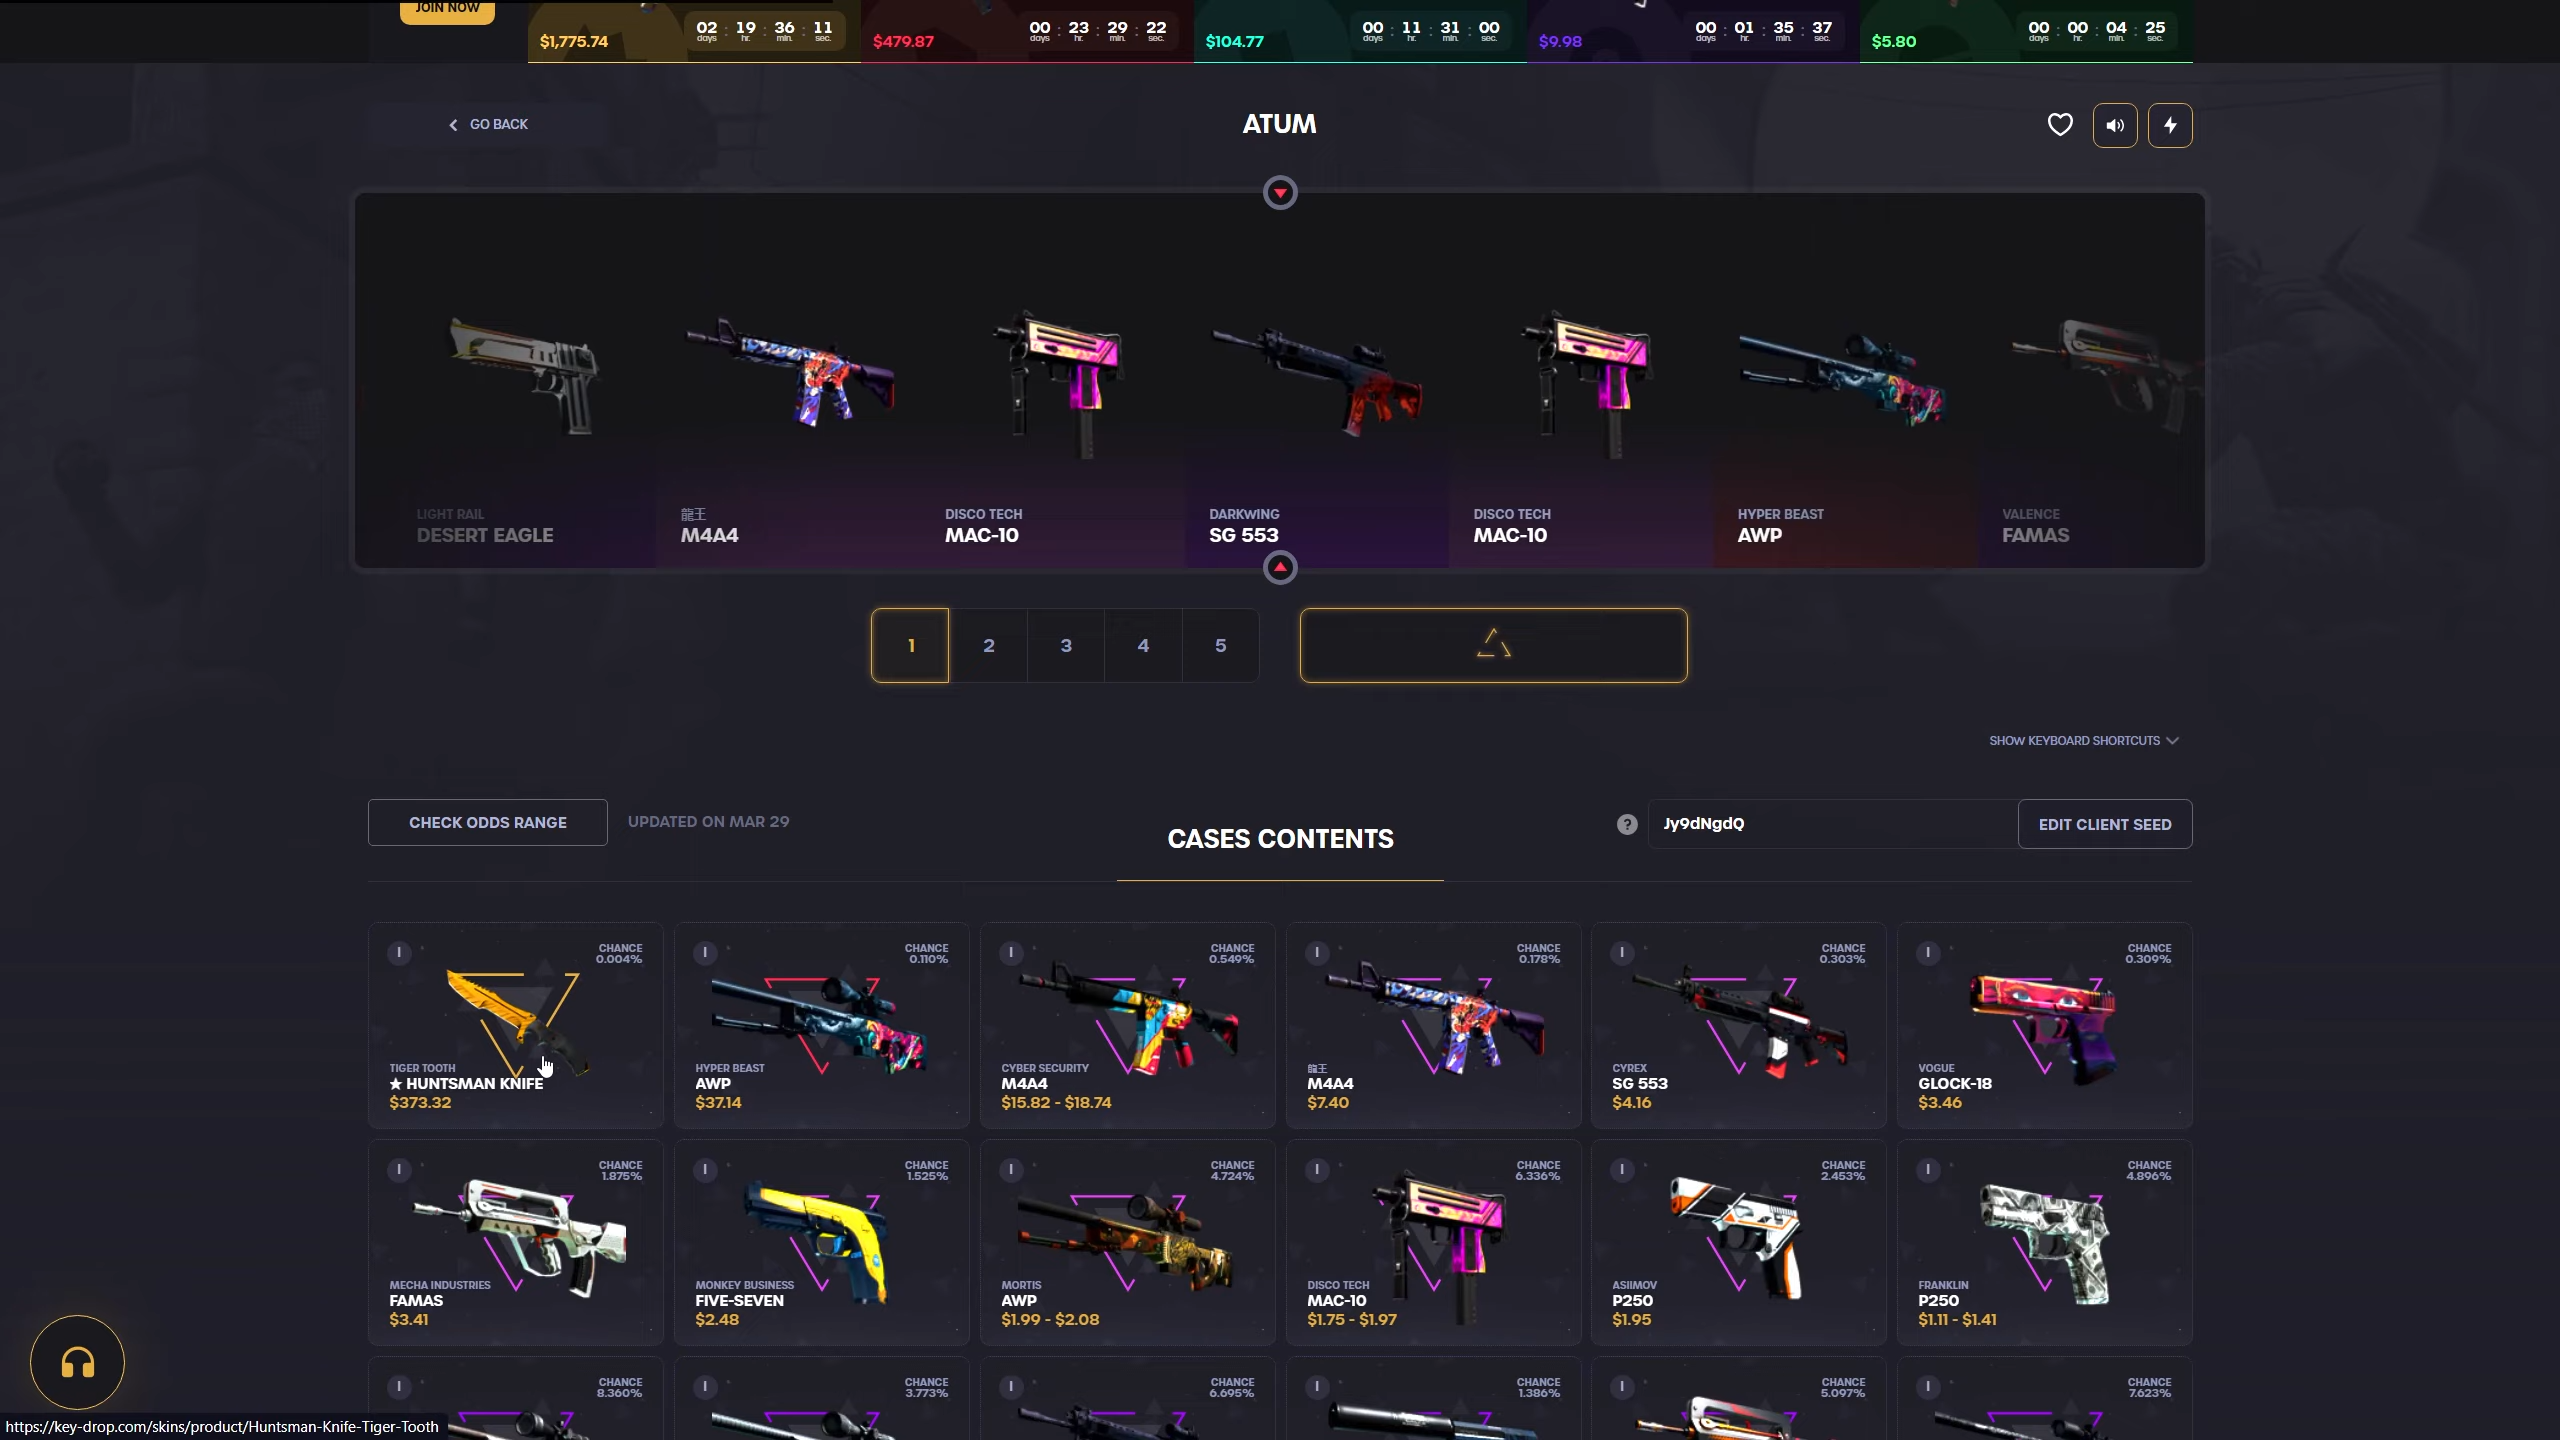 JOIN NOW
$1,775.74
02 : 19 : 36 : 11
days hr. min. sec.
$479.87
00 : 23 : 29 : 22
days hr. min. sec.
$104.77
00 : 11 : 31 : 00
days hr. min. sec.
$9.98
00 : 01 : 35 : 37
days hr. min. sec.
$5.80
00 : 00 : 04 : 25
days hr. min. sec.
GO BACK
ATUM
LIGHT RAIL
DESERT EAGLE
龍王
M4A4
DISCO TECH
MAC-10
DARKWING
SG 553
DISCO TECH
MAC-10
HYPER BEAST
AWP
VALENCE
FAMAS
1 2 3 4 5
SHOW KEYBOARD SHORTCUTS
CHECK ODDS RANGE
UPDATED ON MAR 29
CASES CONTENTS
?
Jy9dNgdQ
EDIT CLIENT SEED
I
CHANCE
0.004%
TIGER TOOTH
★ HUNTSMAN KNIFE
$373.32
I
CHANCE
0.110%
HYPER BEAST
AWP
$37.14
I
CHANCE
0.549%
CYBER SECURITY
M4A4
$15.82 - $18.74
I
CHANCE
0.178%
龍王
M4A4
$7.40
I
CHANCE
0.303%
CYREX
SG 553
$4.16
I
CHANCE
0.309%
VOGUE
GLOCK-18
$3.46
I
CHANCE
1.875%
MECHA INDUSTRIES
FAMAS
$3.41
I
CHANCE
1.525%
MONKEY BUSINESS
FIVE-SEVEN
$2.48
I
CHANCE
4.724%
MORTIS
AWP
$1.99 - $2.08
I
CHANCE
6.336%
DISCO TECH
MAC-10
$1.75 - $1.97
I
CHANCE
2.453%
ASIIMOV
P250
$1.95
I
CHANCE
4.896%
FRANKLIN
P250
$1.11 - $1.41
I
CHANCE
8.360%
I
CHANCE
3.773%
I
CHANCE
6.695%
I
CHANCE
1.386%
I
CHANCE
5.097%
I
CHANCE
7.623%
https://key-drop.com/skins/product/Huntsman-Knife-Tiger-Tooth